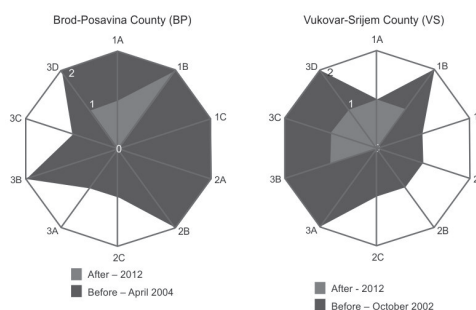 Brod-Posavina County (BP)
1A
3D
2
1B
1
3C
1C
0
3B
2A
3A
2B
2C
After – 2012
Before – April 2004
Vukovar-Srijem County (VS)
1A
3D
2
1B
1
3C
1
3B
2
3A
2B
2C
After - 2012
Before – October 2002